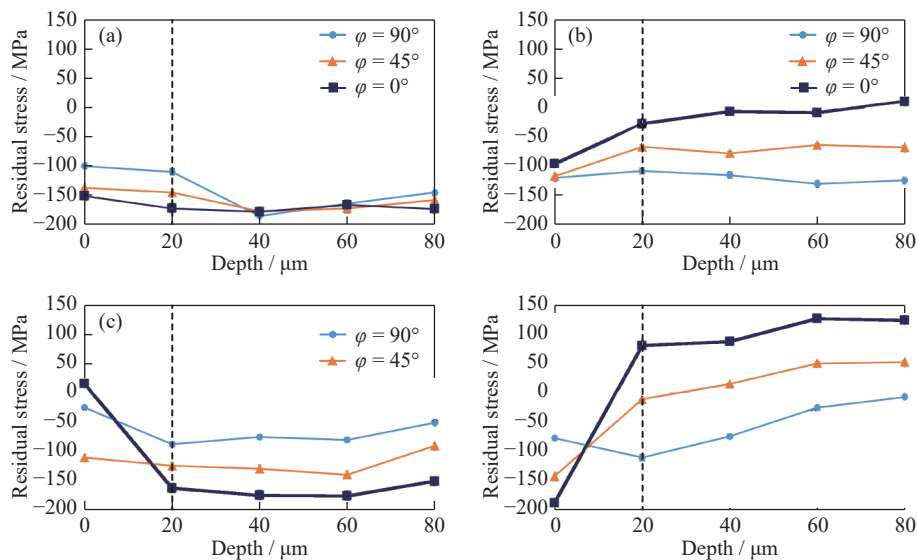 150
100
50
0
−50
−100
−150
−200
Residual stress / MPa
(a)
φ = 90°
φ = 45°
φ = 0°
0 20 40 60 80
Depth / μm
150
100
50
0
−50
−100
−150
−200
Residual stress / MPa
(b)
φ = 90°
φ = 45°
φ = 0°
0 20 40 60 80
Depth / μm
150
100
50
0
−50
−100
−150
−200
Residual stress / MPa
(c)
φ = 90°
φ = 45°
0 20 40 60 80
Depth / μm
150
100
50
0
−50
−100
−150
−200
Residual stress / MPa
0 20 40 60 80
Depth / μm